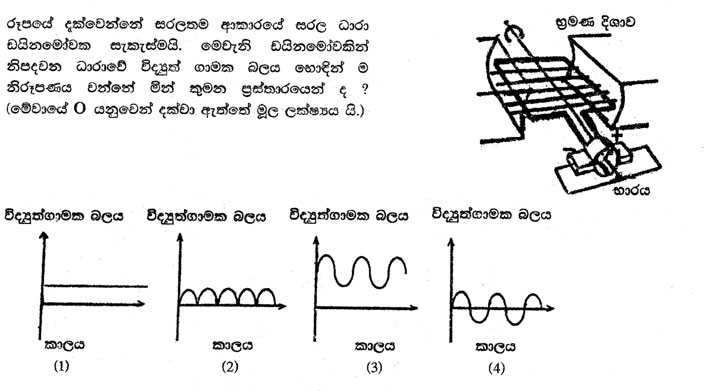 රූපයේ දක්වෙන්නේ සරලතම ආකාරයේ සරල ධාරා
ඩයිනමෝවක සැකැස්මයි. මෙවැනි ඩයිනමෝවකින්
නිපදවන ධාරාවේ විද්‍යුත් ගාමක බලය හොඳින් ම
නිරූපණය වන්නේ මින් කුමන ප්‍රස්තාරයෙන් ද ?
(මේවායේ O යනුවෙන් දක්වා ඇත්තේ මූල ලක්ෂ්‍යය යි.)
භ්‍රමණ දිශාව
භාරය
විද්‍යුත්ගාමක බලය විද්‍යුත්ගාමක බලය විද්‍යුත්ගාමක බලය විද්‍යුත්ගාමක බලය
කාලය කාලය කාලය කාලය
(1) (2) (3) (4)